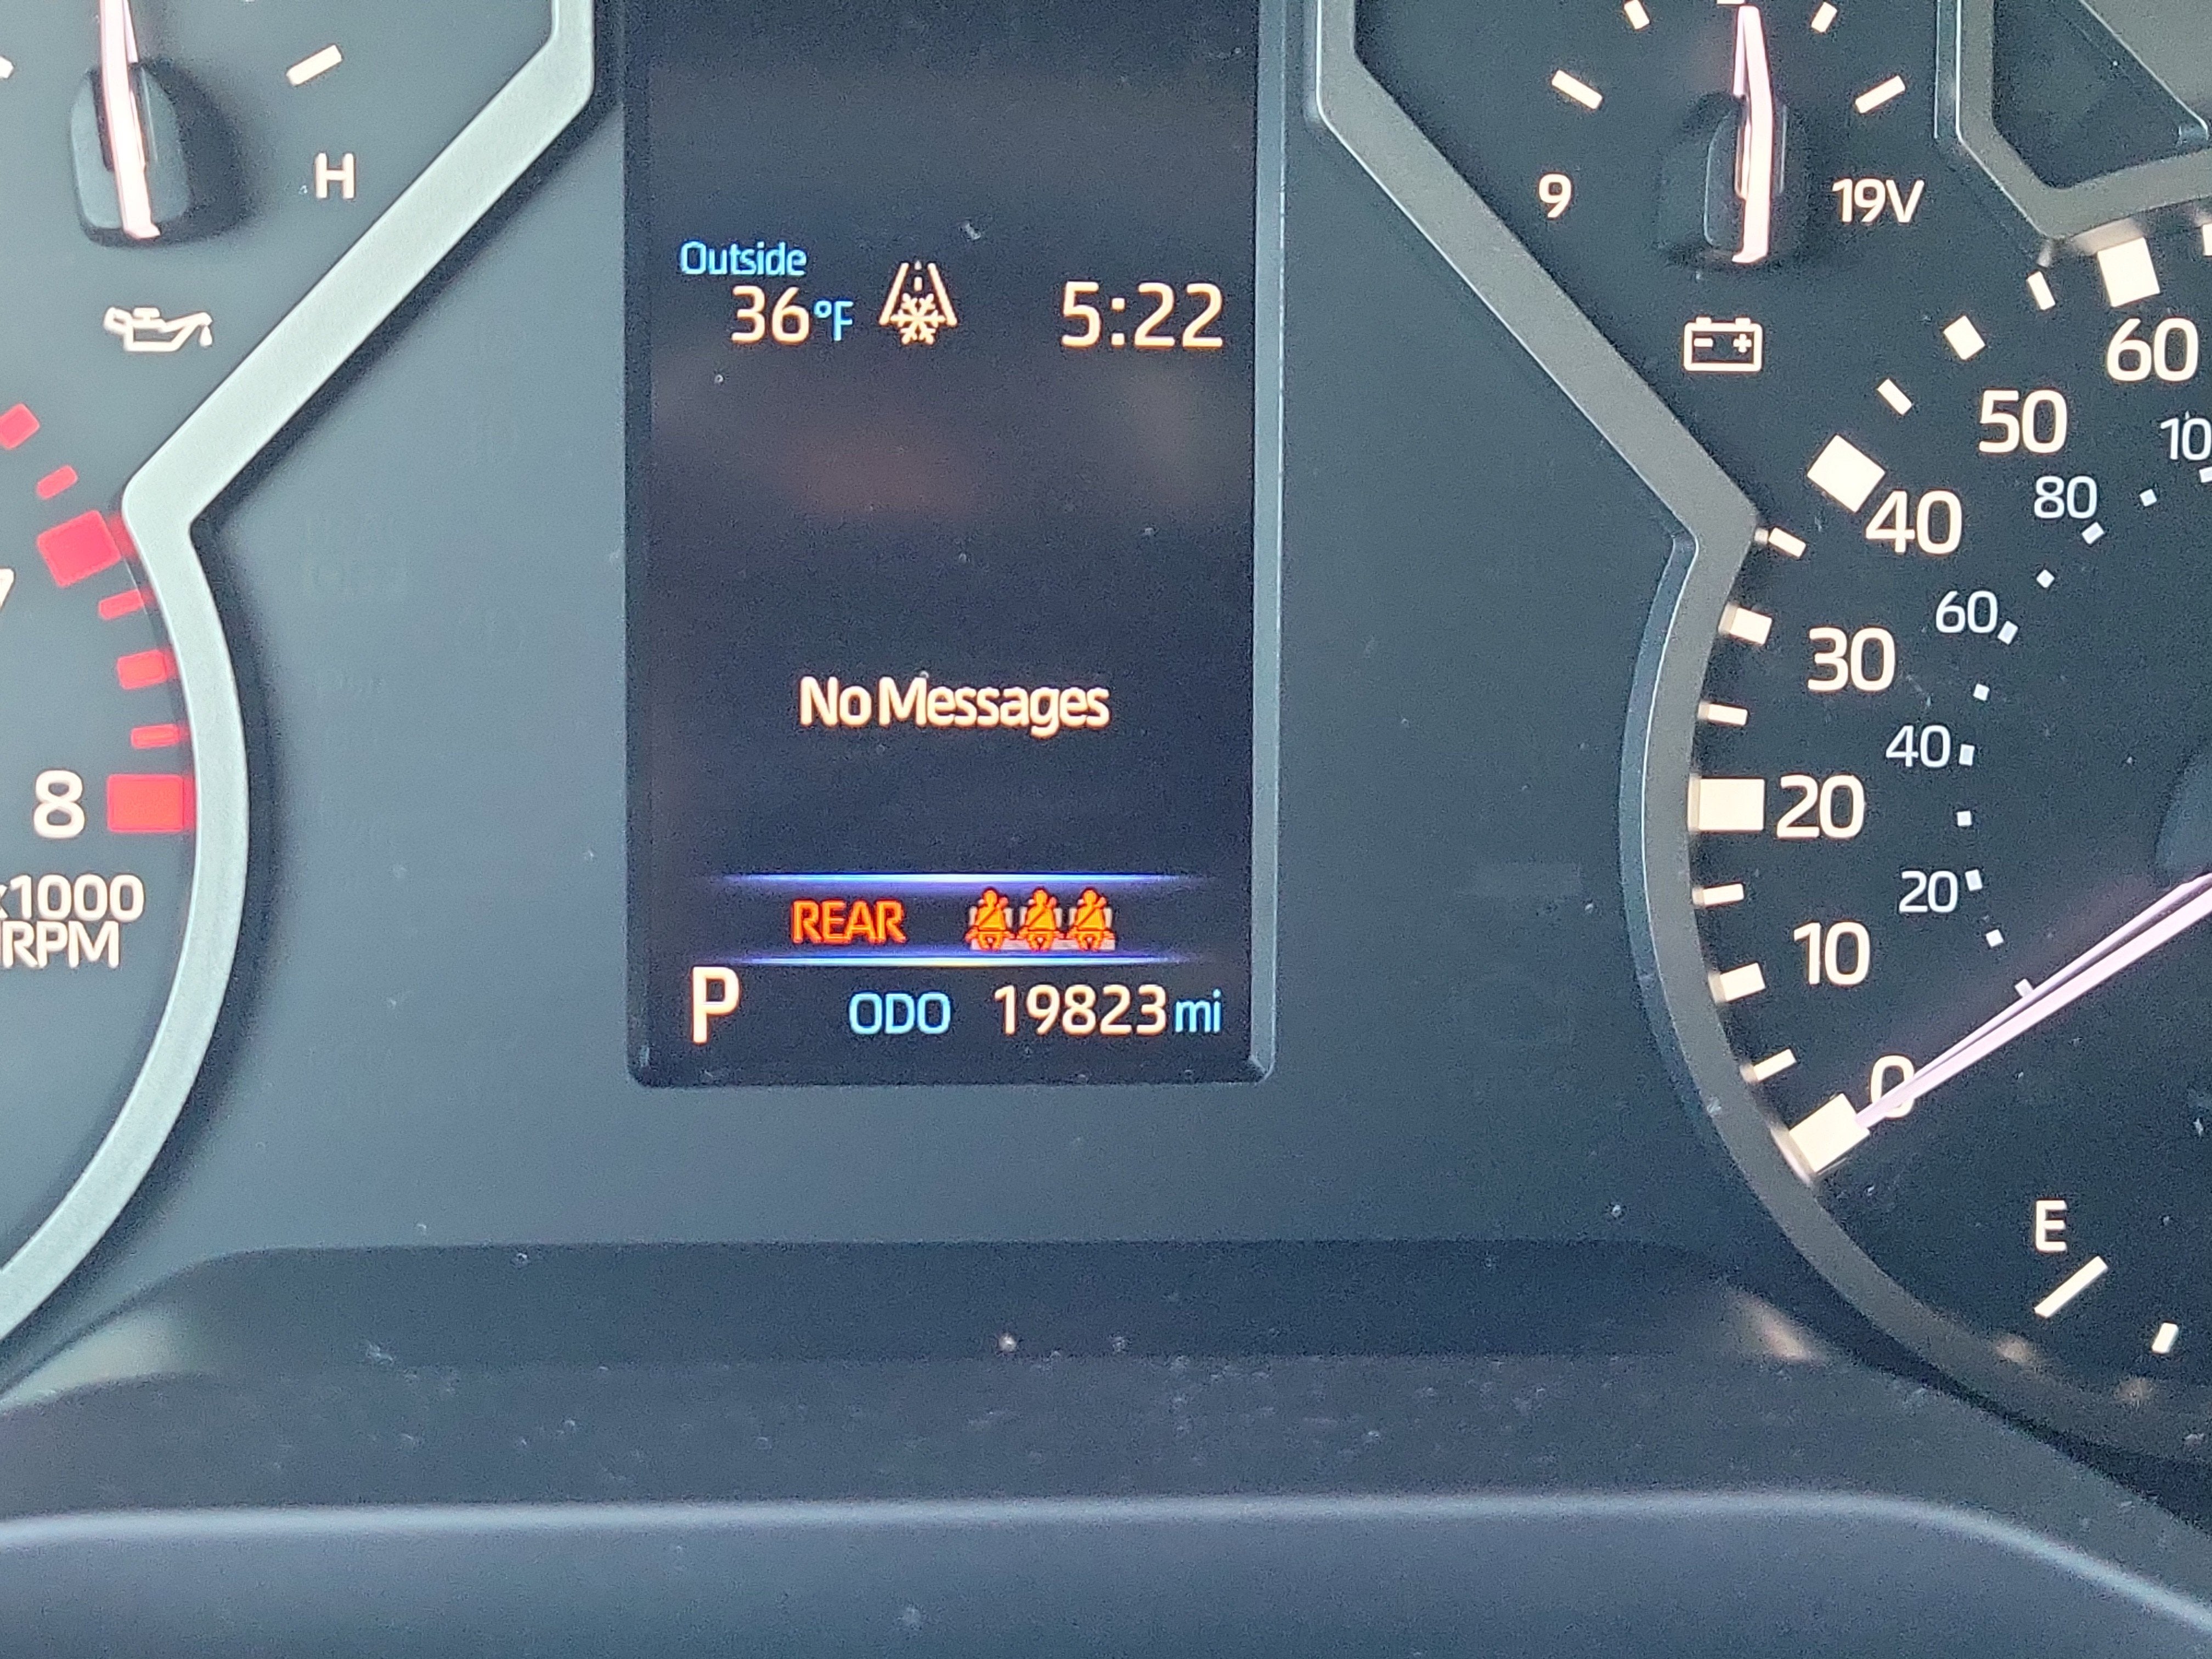 H
9
19V
Outside
36°F
5:22
60
50
80
40
60
30
No Messages
40
8
20
x1000
RPM
20
REAR
10
P
ODO 19823 mi
0
E